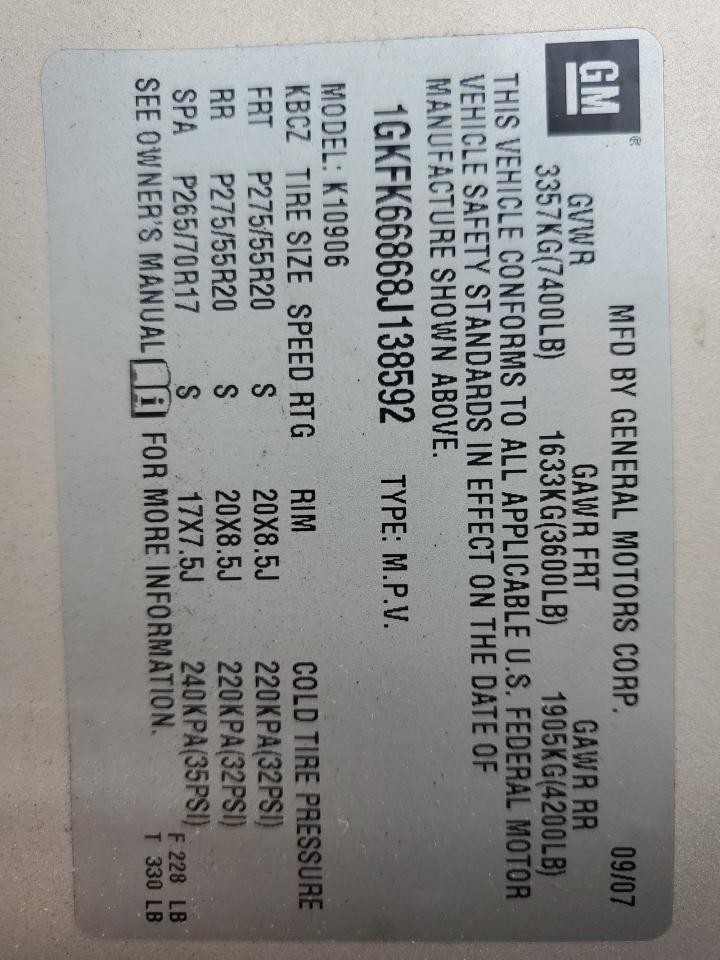 GM®
MFD BY GENERAL MOTORS CORP. 09/07
GVWR GAWR FRT GAWR RR
3357KG(7400LB) 1633KG(3600LB) 1905KG(4200LB)
THIS VEHICLE CONFORMS TO ALL APPLICABLE U.S. FEDERAL MOTOR
VEHICLE SAFETY STANDARDS IN EFFECT ON THE DATE OF
MANUFACTURE SHOWN ABOVE.
1GKFK66868J138592 TYPE: M.P.V.
MODEL: K10906
KBCZ TIRE SIZE SPEED RTG RIM COLD TIRE PRESSURE
FRT P275/55R20 S 20X8.5J 220KPA(32PSI)
RR P275/55R20 S 20X8.5J 220KPA(32PSI)
SPA P265/70R17 S 17X7.5J 240KPA(35PSI) F 228 LB
SEE OWNER'S MANUAL i FOR MORE INFORMATION. T 330 LB